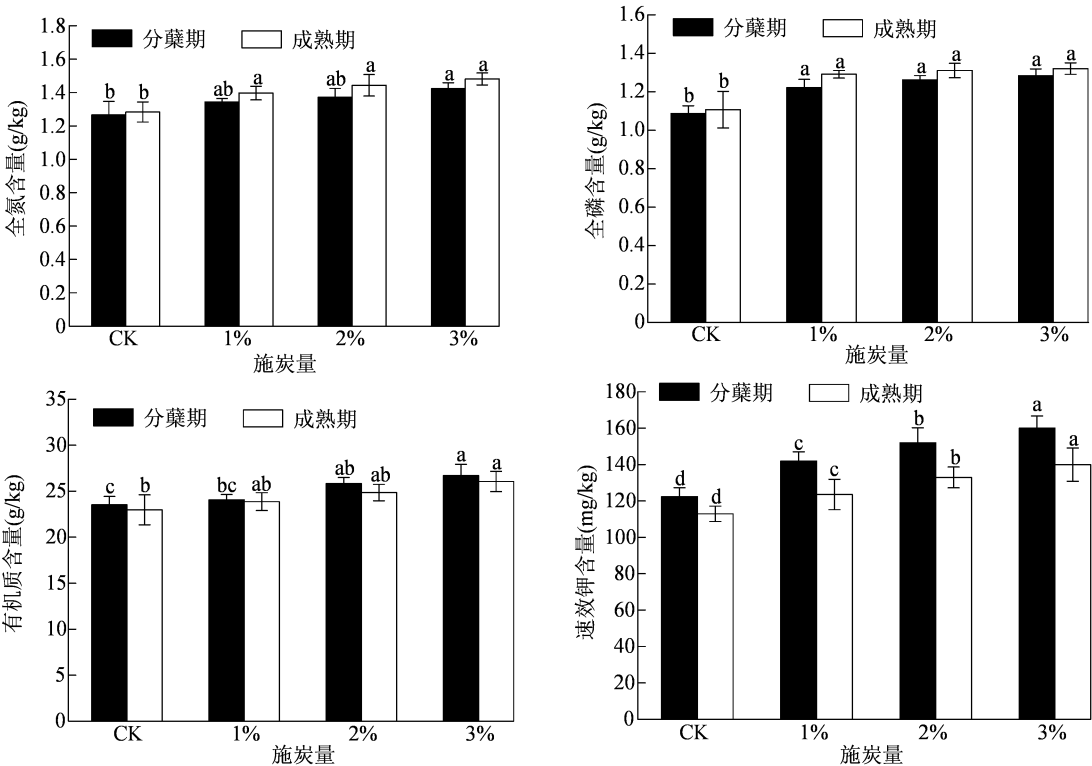 全氮含量(g/kg)
1.8
1.6
1.4
1.2
1.0
0.8
0.6
0.4
0.2
0
分蘖期 成熟期
b b ab a ab a a a
CK 1% 2% 3%
施炭量
全磷含量(g/kg)
1.6
1.4
1.2
1.0
0.8
0.6
0.4
0.2
0
分蘖期 成熟期
b b a a a a a a
CK 1% 2% 3%
施炭量
有机质含量(g/kg)
35
30
25
20
15
10
5
0
分蘖期 成熟期
c b bc ab ab ab a a
CK 1% 2% 3%
施炭量
速效钾含量(mg/kg)
180
160
140
120
100
80
60
40
20
0
分蘖期 成熟期
d d c c b b a a
CK 1% 2% 3%
施炭量